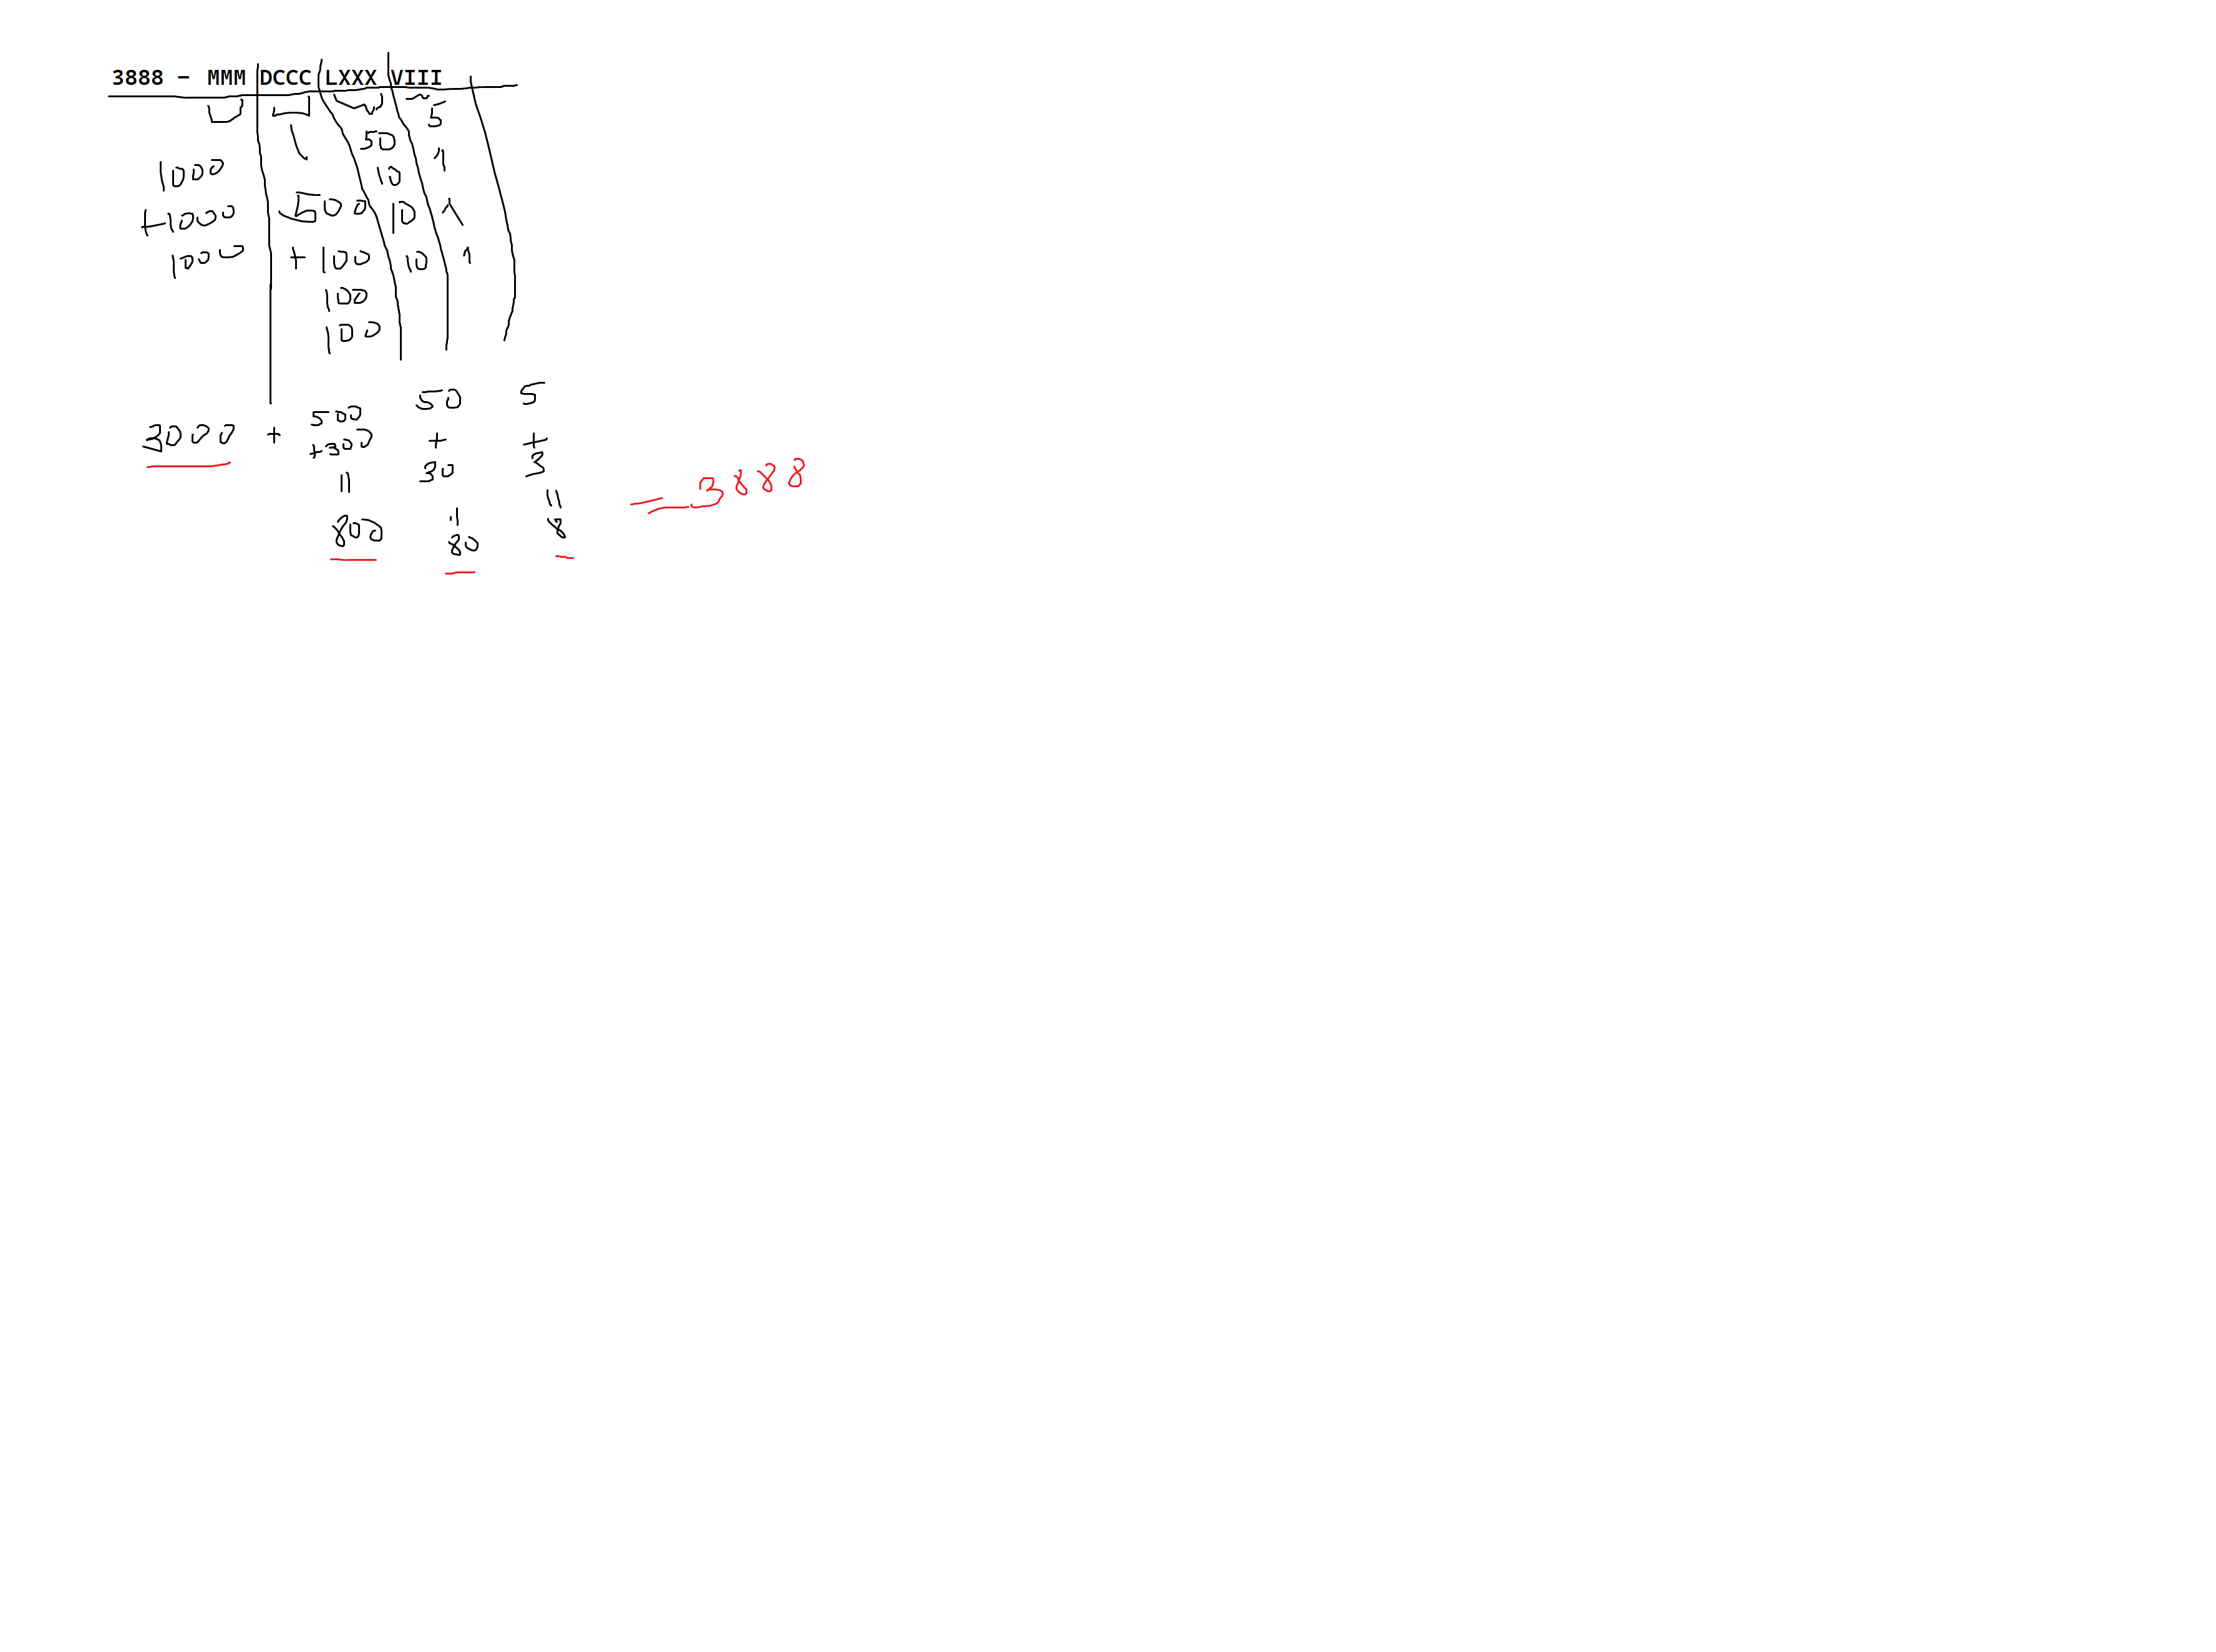 3888 - MMM DCCC LXXX VIII
5
50 1
1000 10
+1000 500 10 1
1000 + 100 10 1
100
100
50 5
3000 + 500
+300 + +
30 3
=
800 = =
80 8
= 3888